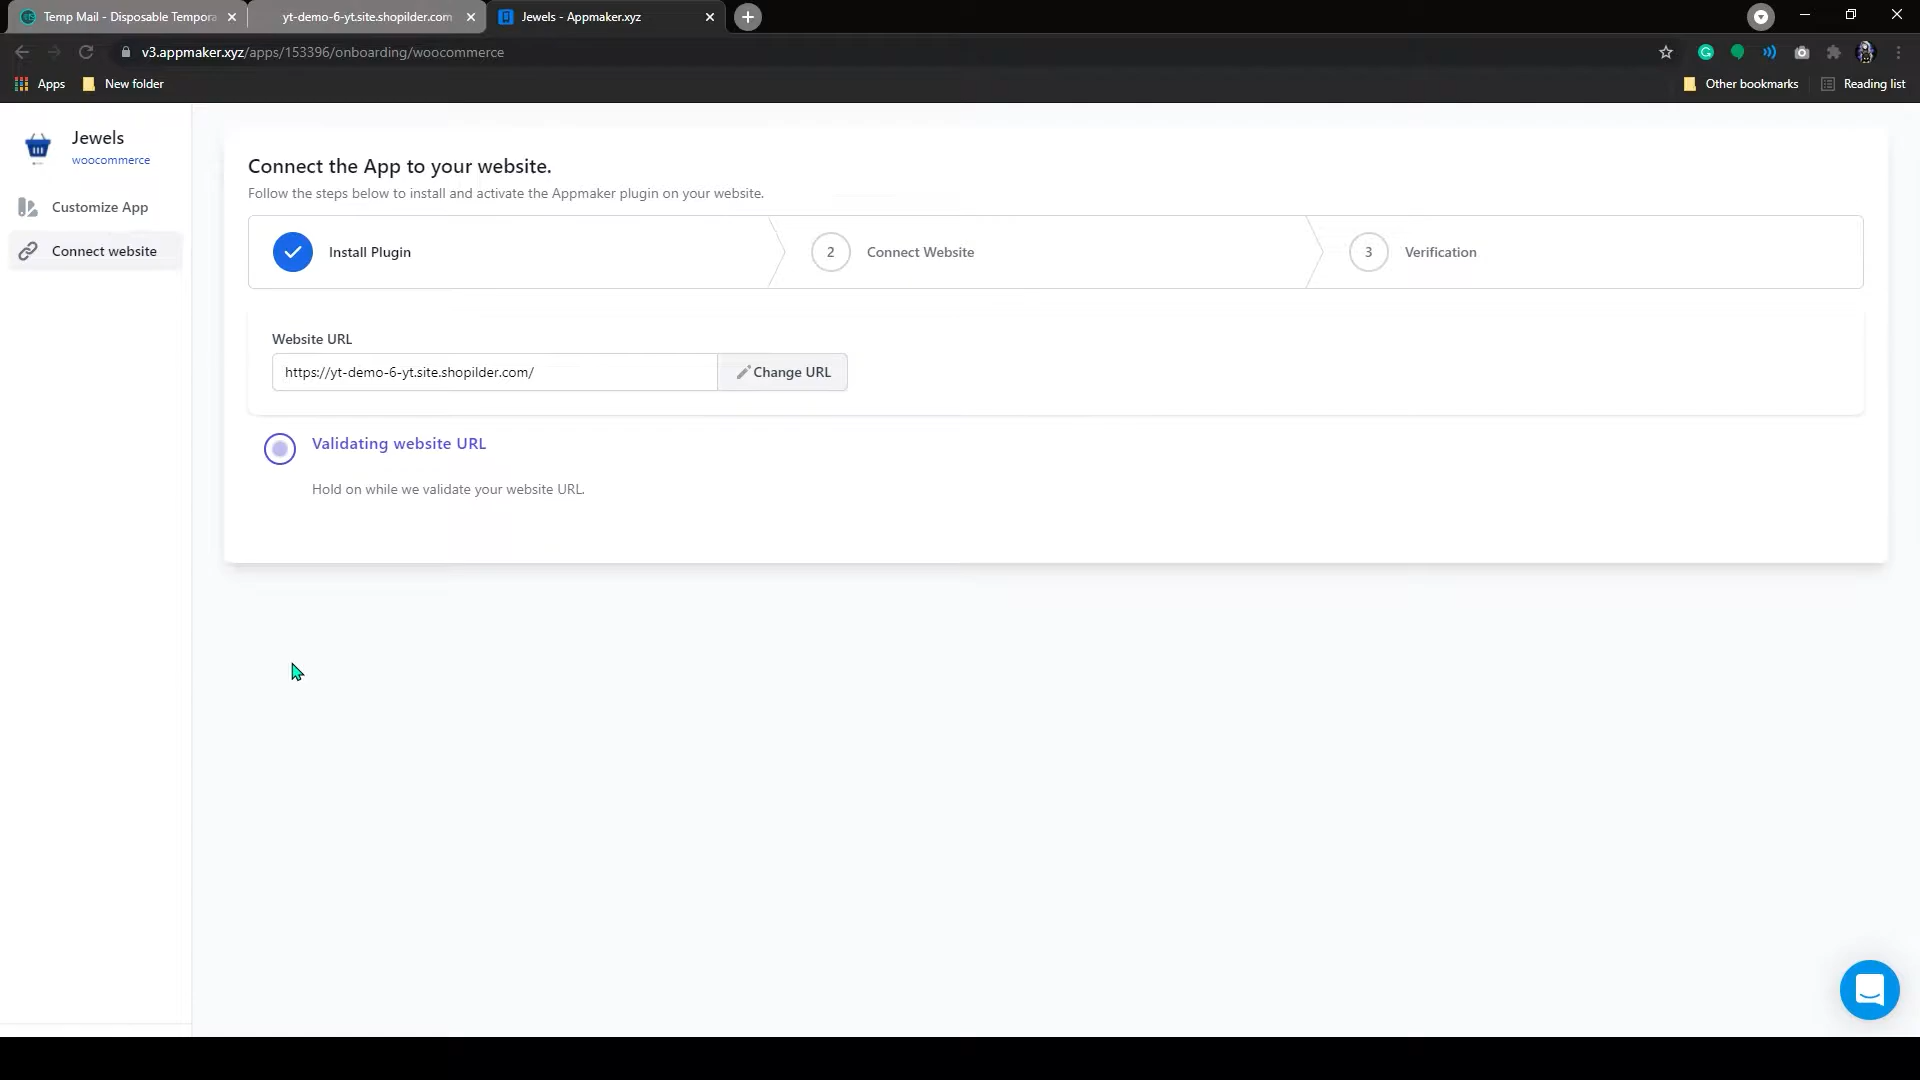 Temp Mail - Disposable Tempora
yt-demo-6-yt.site.shopilder.com
Jewels - Appmaker.xyz
v3.appmaker.xyz/apps/153396/onboarding/woocommerce
Apps
New folder
Other bookmarks
Reading list
Jewels
woocommerce
Customize App
Connect website
Connect the App to your website.
Follow the steps below to install and activate the Appmaker plugin on your website.
Install Plugin
2 Connect Website
3 Verification
Website URL
https://yt-demo-6-yt.site.shopilder.com/
Change URL
Validating website URL
Hold on while we validate your website URL.